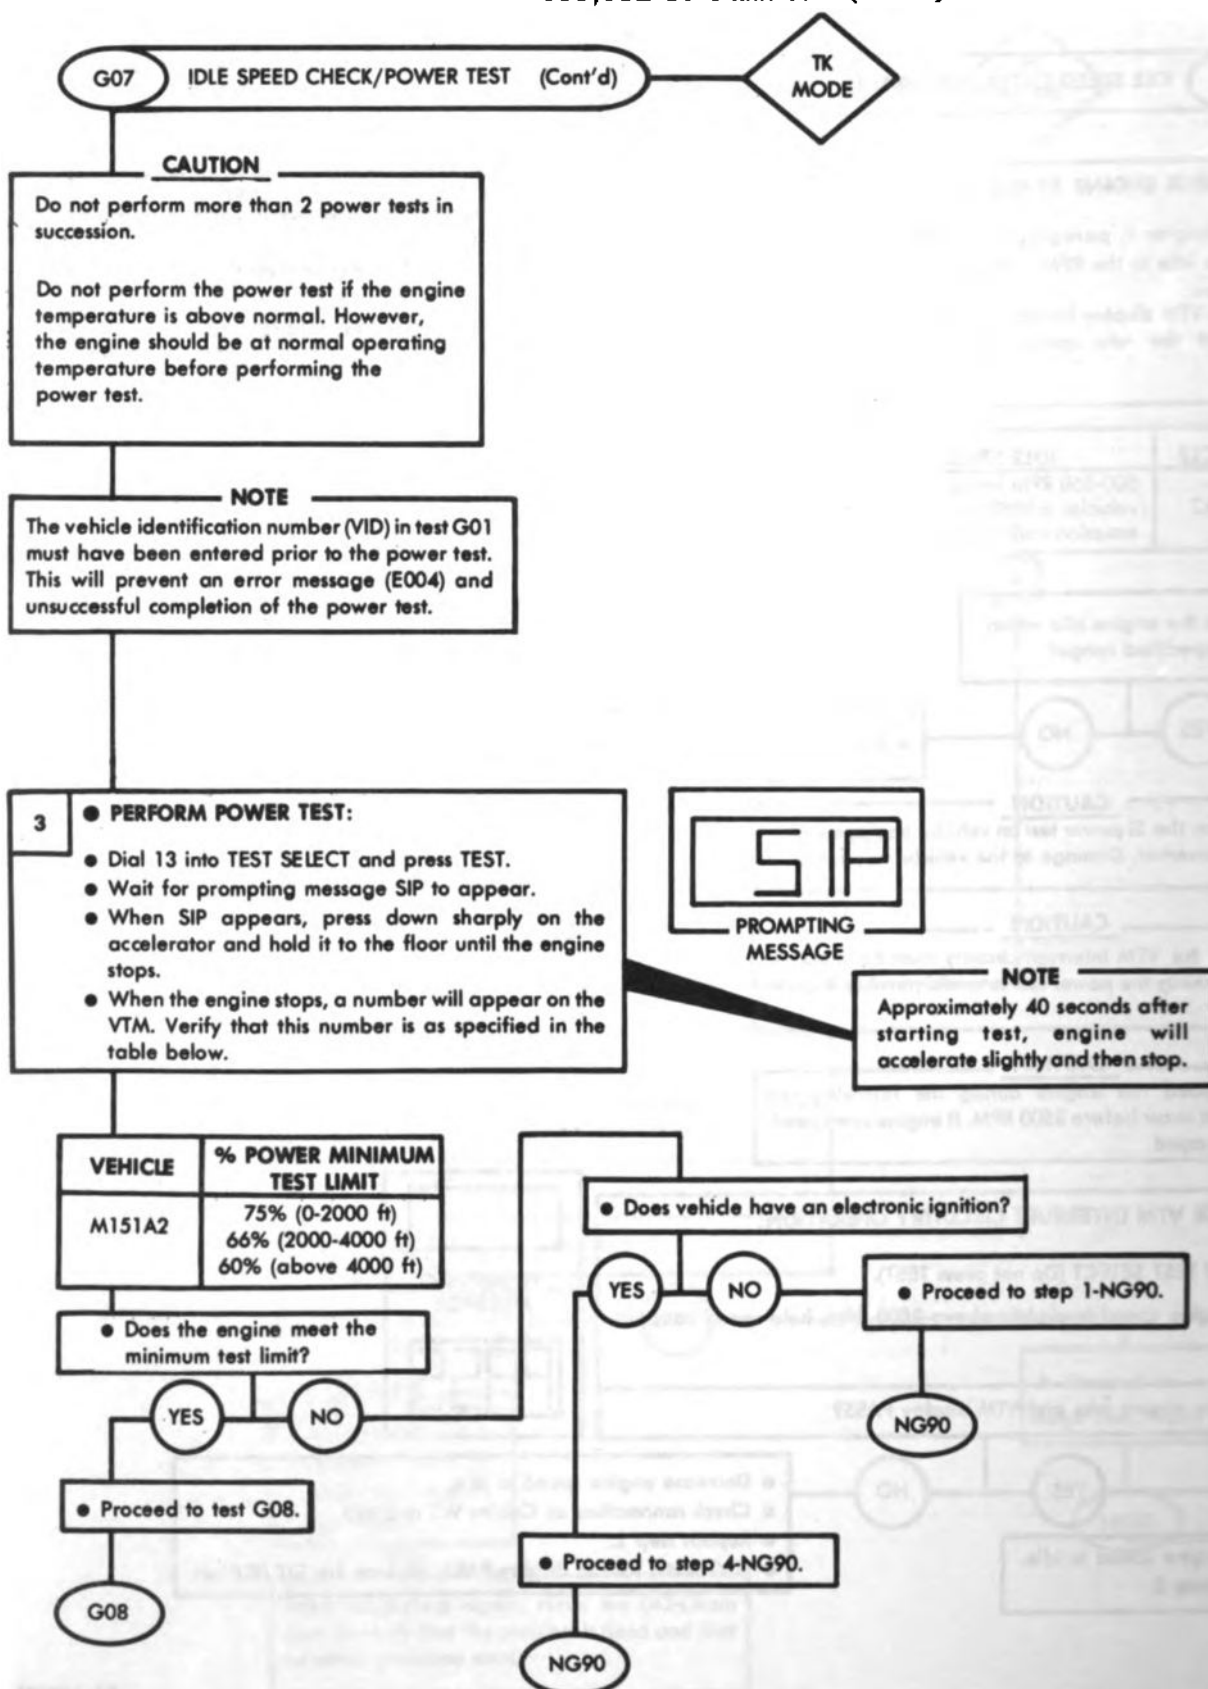 G07 IDLE SPEED CHECK/POWER TEST (Cont'd)
TK
MODE
CAUTION
Do not perform more than 2 power tests in
succession.
Do not perform the power test if the engine
temperature is above normal. However,
the engine should be at normal operating
temperature before performing the
power test.
NOTE
The vehicle identification number (VID) in test G01
must have been entered prior to the power test.
This will prevent an error message (E004) and
unsuccessful completion of the power test.
3
● PERFORM POWER TEST:
● Dial 13 into TEST SELECT and press TEST.
● Wait for prompting message SIP to appear.
● When SIP appears, press down sharply on the
accelerator and hold it to the floor until the engine
stops.
● When the engine stops, a number will appear on the
VTM. Verify that this number is as specified in the
table below.
SIP
PROMPTING
MESSAGE
NOTE
Approximately 40 seconds after
starting test, engine will
accelerate slightly and then stop.
VEHICLE
% POWER MINIMUM
TEST LIMIT
M151A2
75% (0-2000 ft)
66% (2000-4000 ft)
60% (above 4000 ft)
● Does the engine meet the
minimum test limit?
YES
NO
● Proceed to test G08.
G08
● Does vehicle have an electronic ignition?
YES
NO
● Proceed to step 1-NG90.
NG90
● Proceed to step 4-NG90.
NG90